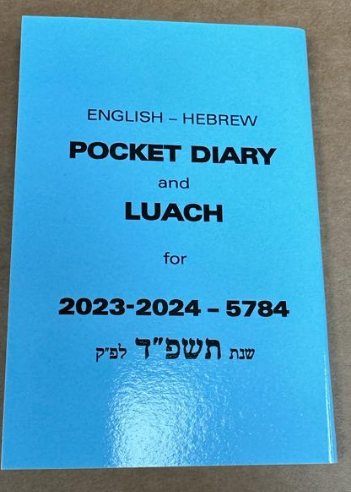 ENGLISH – HEBREW
POCKET DIARY
and
LUACH
for
2023-2024 – 5784
שנת תשפ״ד לפ״ק